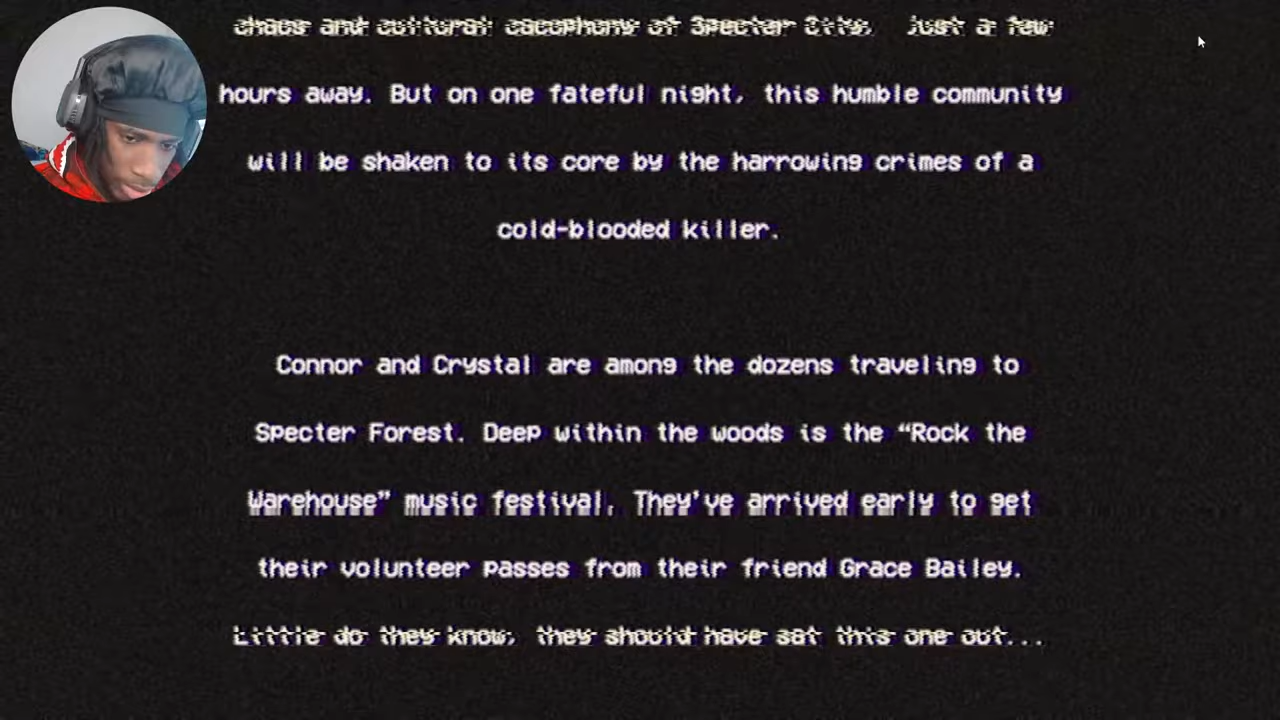 chaos and cultural cacophony of Specter City, Just a few
hours away. But on one fateful night, this humble community
will be shaken to its core by the harrowing crimes of a
cold-blooded killer.
Connor and Crystal are among the dozens traveling to
Specter Forest. Deep within the woods is the “Rock the
Warehouse” music festival. They’ve arrived early to get
their volunteer passes from their friend Grace Bailey.
Little do they know, they should have sat this one out...